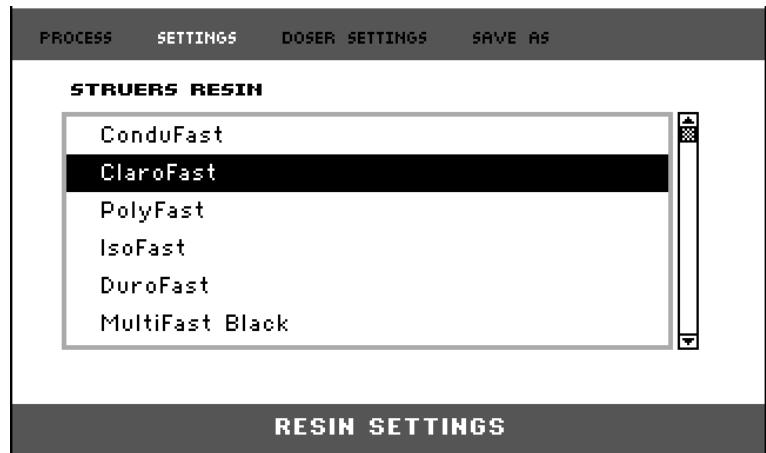 PROCESS SETTINGS DOSER SETTINGS SAVE AS
STRUERS RESIN
ConduFast
ClaroFast
PolyFast
IsoFast
DuroFast
MultiFast Black
RESIN SETTINGS